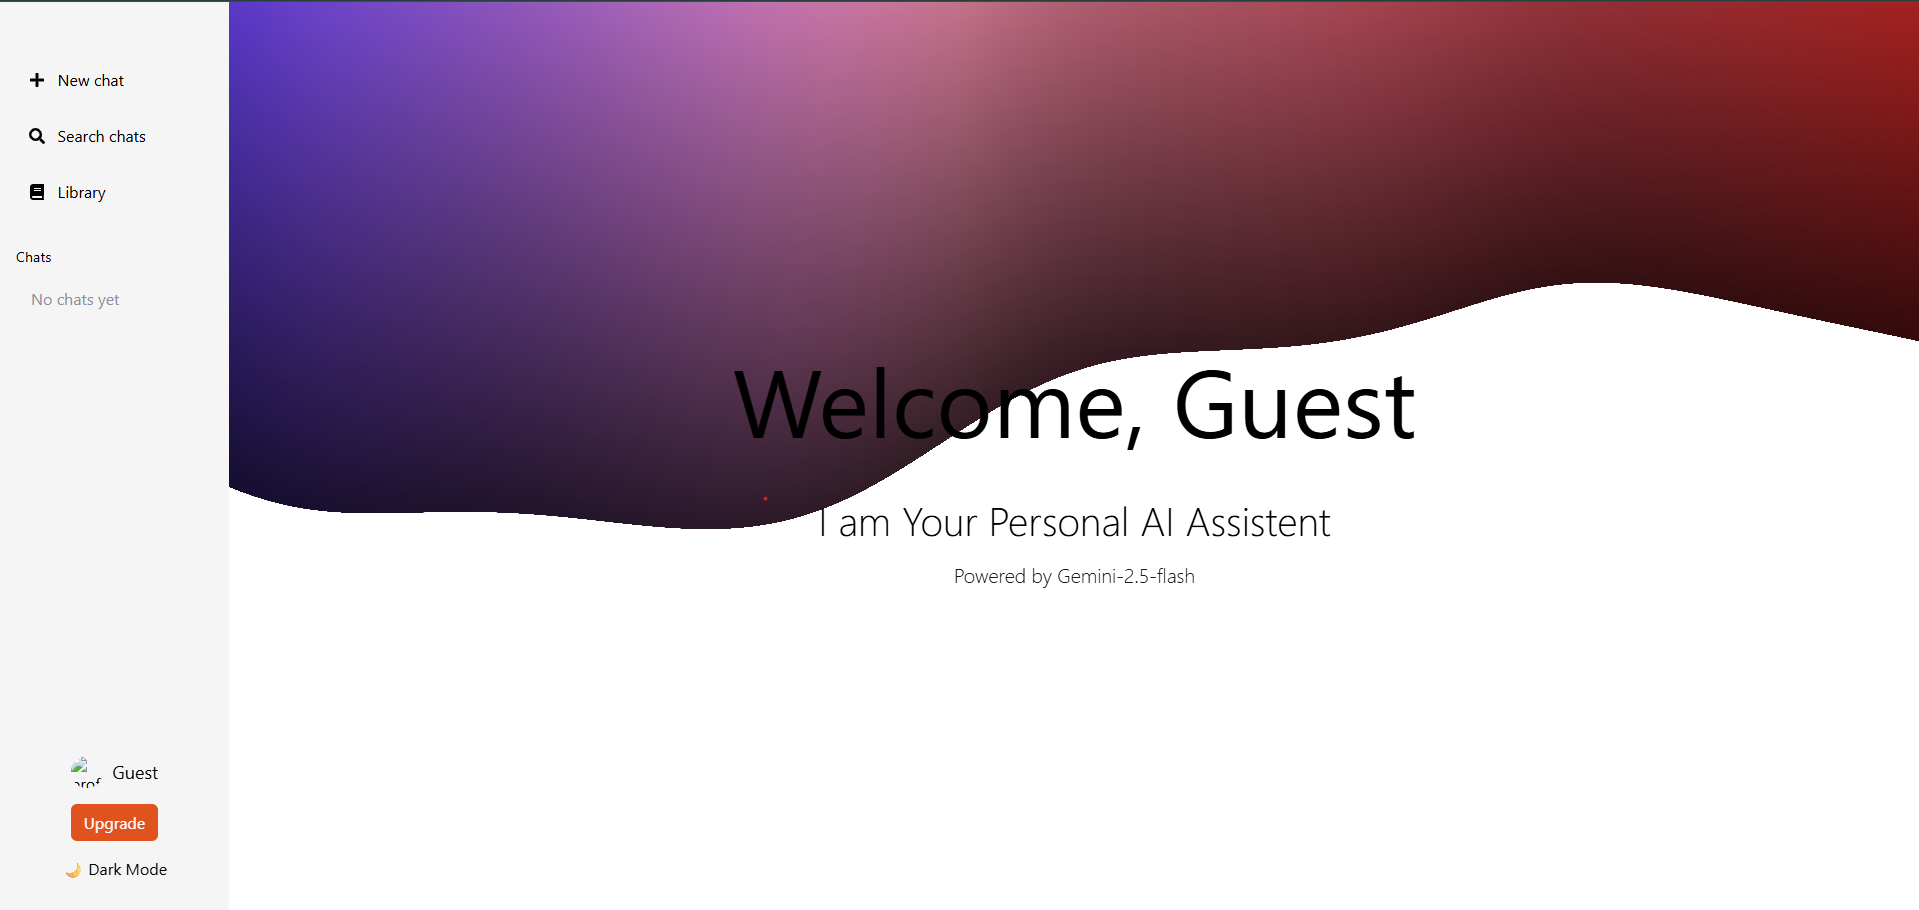 New chat
Search chats
Library
Chats
No chats yet
Welcome, Guest
I am Your Personal AI Assistent
Powered by Gemini-2.5-flash
Guest
Upgrade
Dark Mode